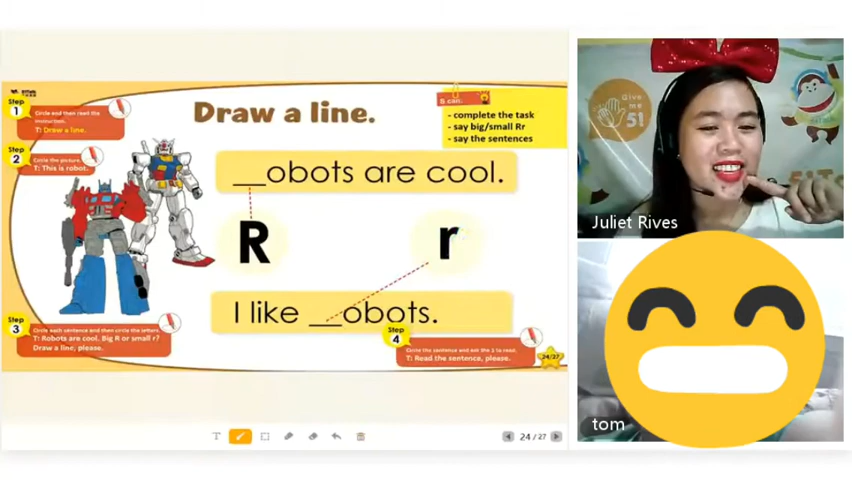 Draw a line.
Step
1
Circle and then read the
instruction.
T: Draw a line.
Step
2
Circle the picture.
T: This is robot.
S can:
- complete the task
- say big/small Rr
- say the sentences
__obots are cool.
R
r
I like __obots.
Step
3
Circle each sentence and then circle the letters.
T: Robots are cool. Big R or small r?
Draw a line, please.
Step
4
Circle the sentence and ask the S to read.
T: Read the sentence, please.
24/27
T
24 / 27
Give
me
5!
Juliet Rives
tom